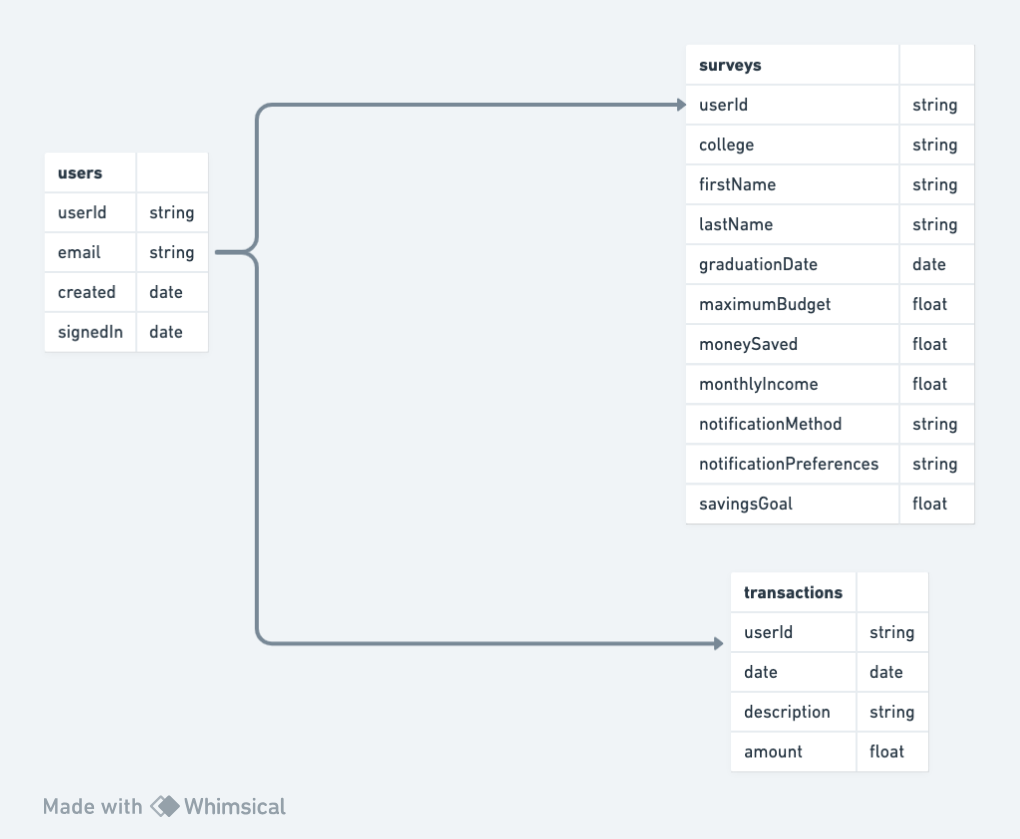 users
userId string
email string
created date
signedIn date
surveys
userId string
college string
firstName string
lastName string
graduationDate date
maximumBudget float
moneySaved float
monthlyIncome float
notificationMethod string
notificationPreferences string
savingsGoal float
transactions
userId string
date date
description string
amount float
Made with Whimsical